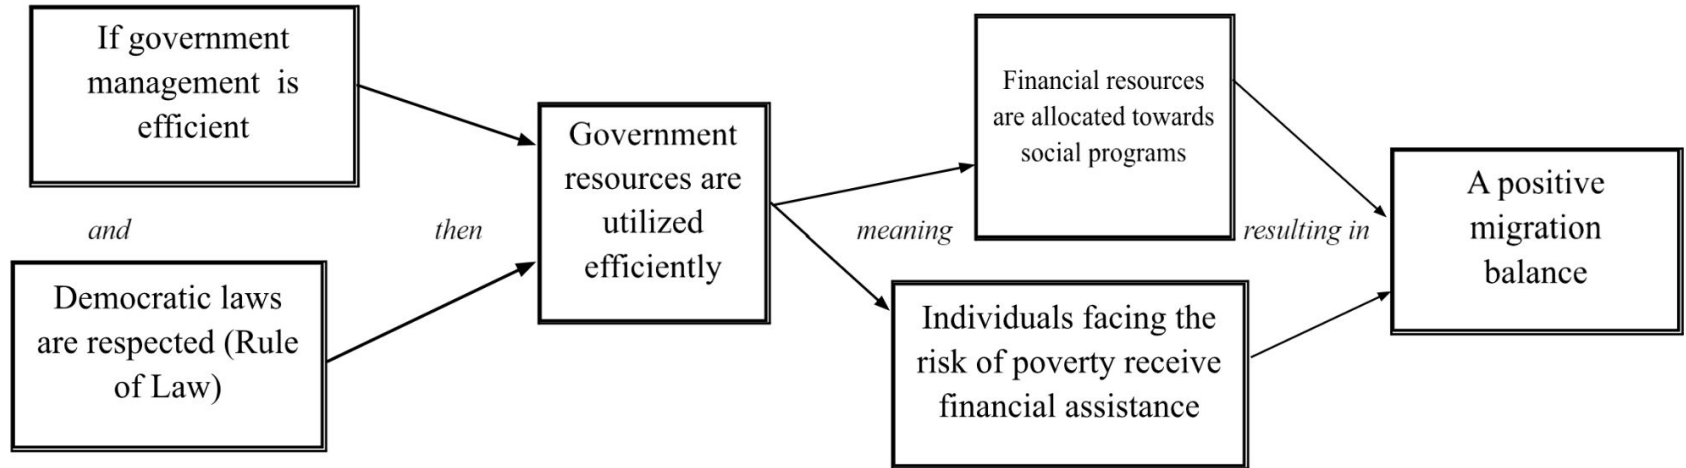 If government
management is
efficient
and
Democratic laws
are respected (Rule
of Law)
then
Government
resources are
utilized
efficiently
meaning
Financial resources
are allocated towards
social programs
Individuals facing the
risk of poverty receive
financial assistance
resulting in
A positive
migration
balance